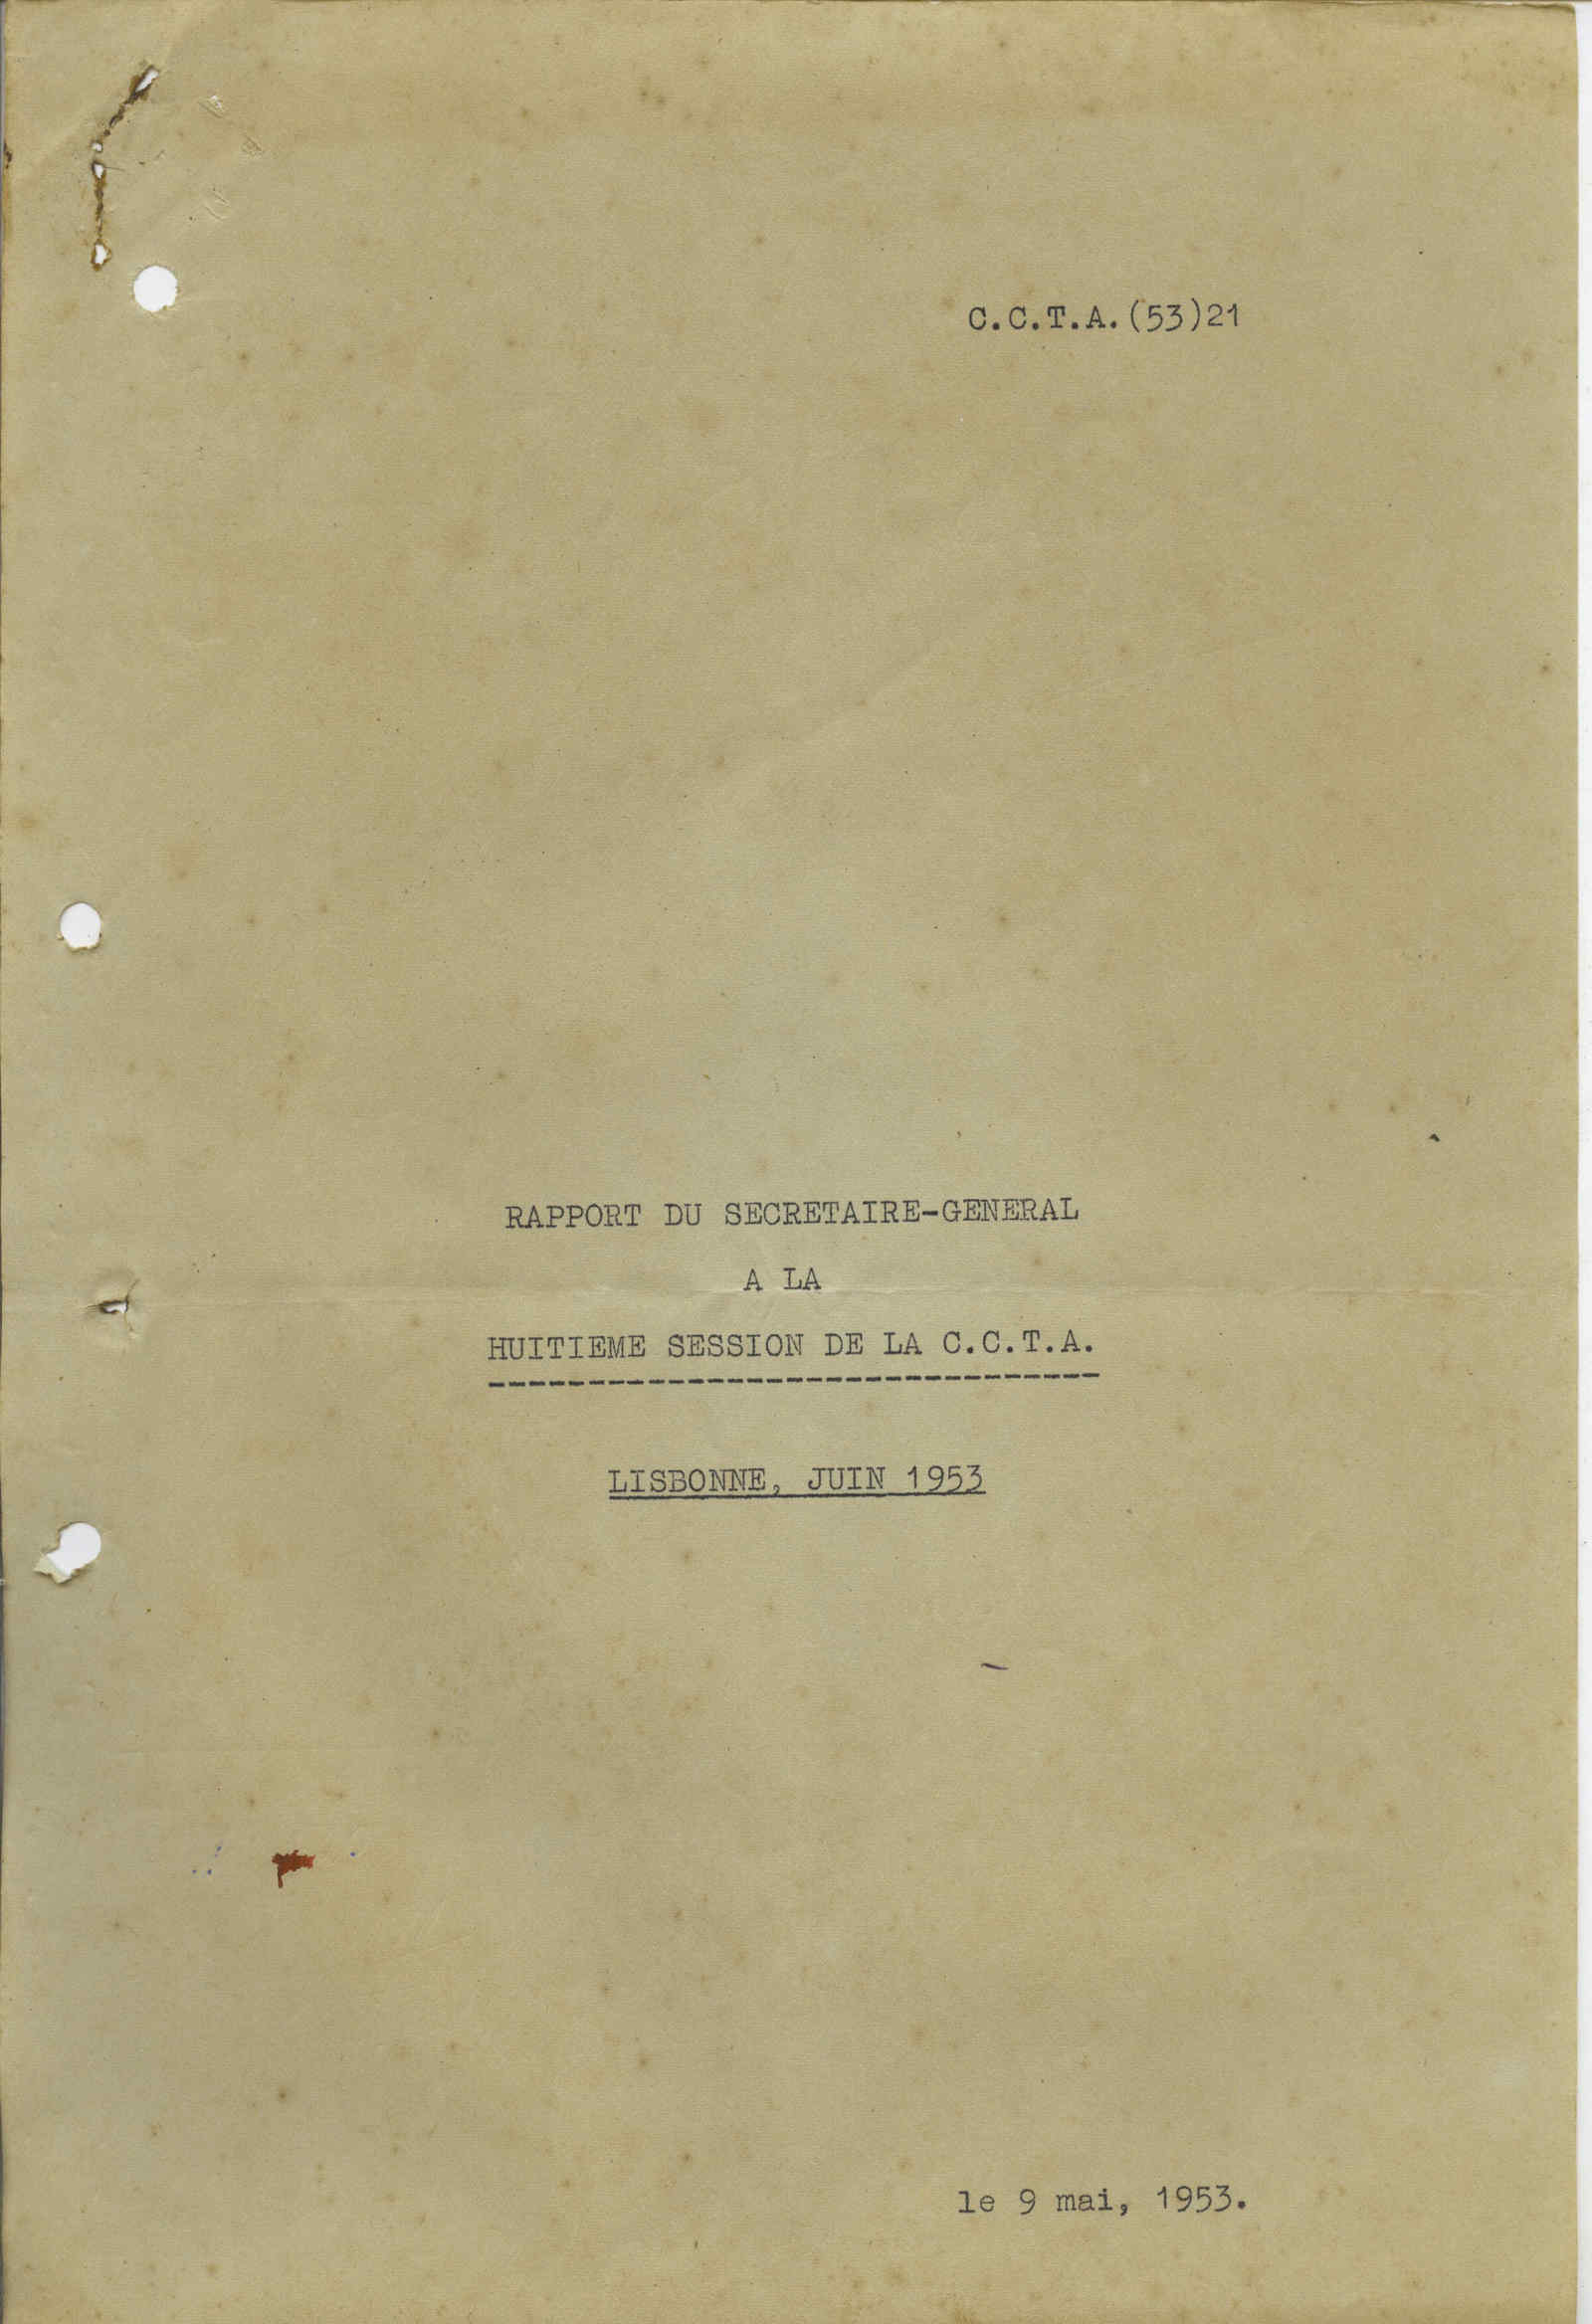 C.C.T.A.(53)21
RAPPORT DU SECRETAIRE-GENERAL
A LA
HUITIEME SESSION DE LA C.C.T.A.
LISBONNE, JUIN 1953
le 9 mai, 1953.